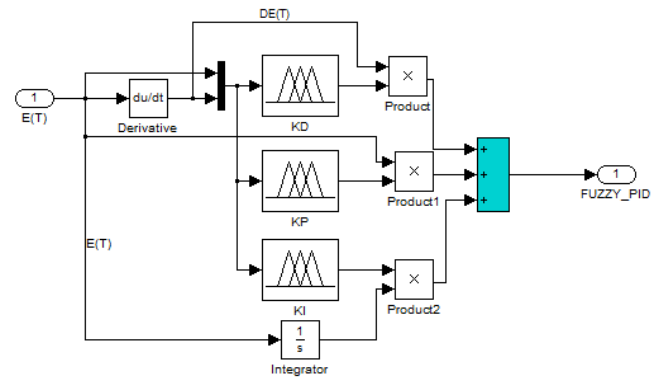 DE(T)
1
E(T)
du/dt
Derivative
KD
×
Product
KP
×
Product1
E(T)
KI
×
Product2
1
s
Integrator
+
+
+
1
FUZZY_PID